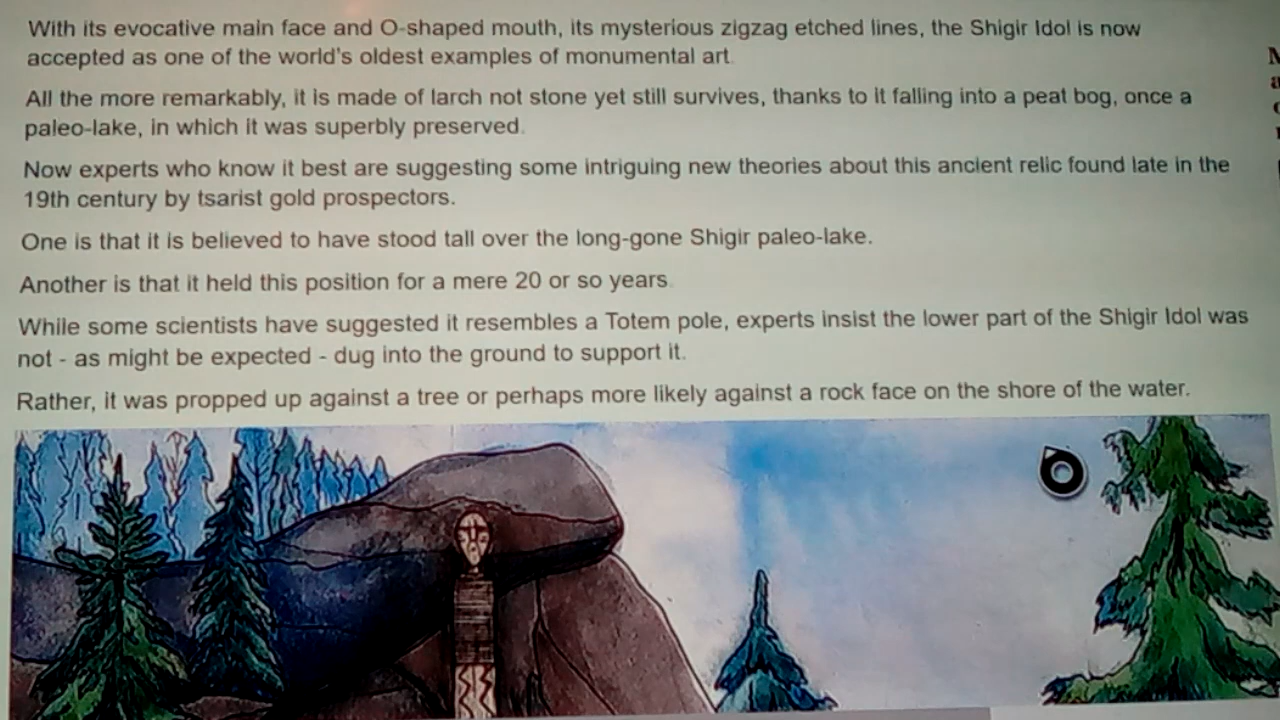 With its evocative main face and O-shaped mouth, its mysterious zigzag etched lines, the Shigir Idol is now
accepted as one of the world's oldest examples of monumental art.
All the more remarkably, it is made of larch not stone yet still survives, thanks to it falling into a peat bog, once a
paleo-lake, in which it was superbly preserved.
Now experts who know it best are suggesting some intriguing new theories about this ancient relic found late in the
19th century by tsarist gold prospectors.
One is that it is believed to have stood tall over the long-gone Shigir paleo-lake.
Another is that it held this position for a mere 20 or so years.
While some scientists have suggested it resembles a Totem pole, experts insist the lower part of the Shigir Idol was
not - as might be expected - dug into the ground to support it.
Rather, it was propped up against a tree or perhaps more likely against a rock face on the shore of the water.